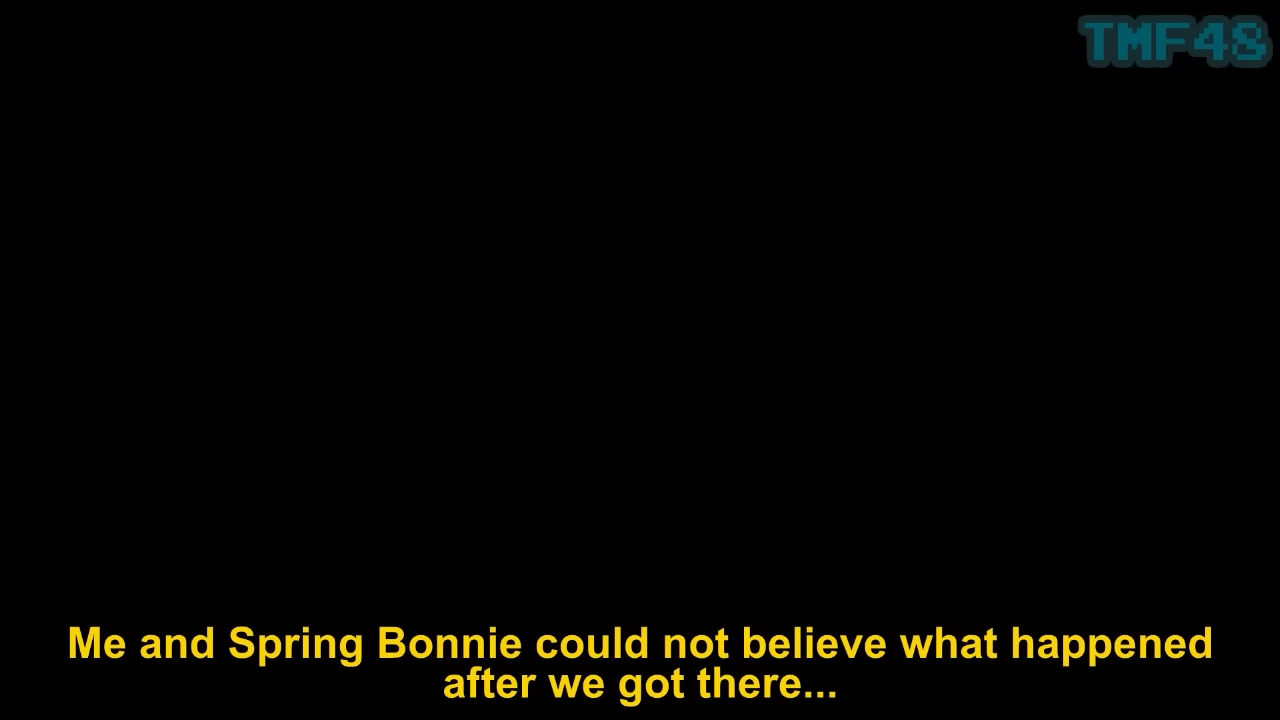 TMF48
Me and Spring Bonnie could not believe what happened
after we got there...